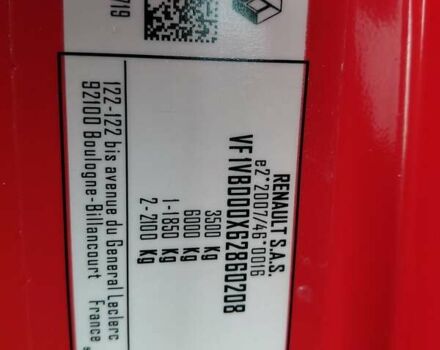 RENAULT S.A.S.
e2*2007/46*0016
VF1VB000X62860208
3500 Kg
6000 Kg
1-1850 Kg
2-2100 Kg
122-122 bis avenue du General Leclerc
92100 Boulogne-Billancourt France
/719